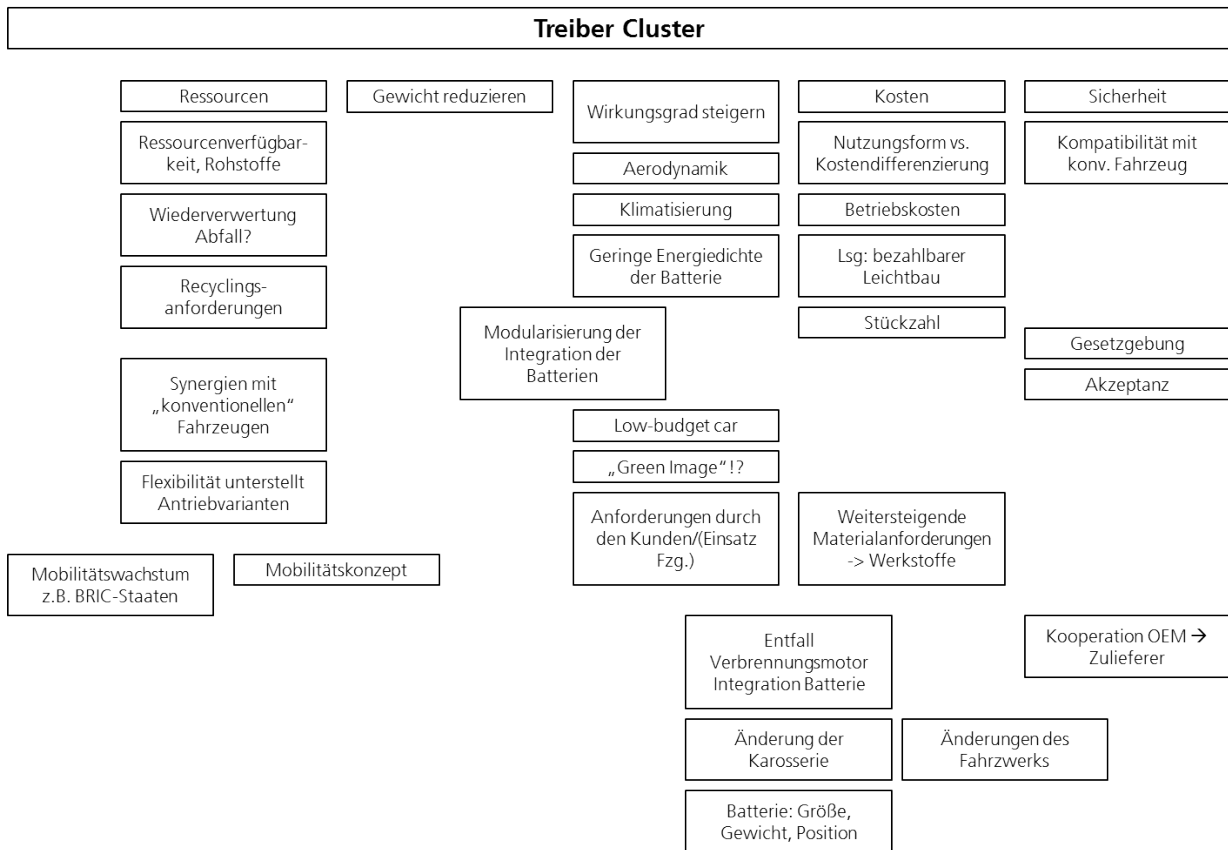 Treiber Cluster
Ressourcen
Ressourcenverfügbar-
keit, Rohstoffe
Wiederverwertung
Abfall?
Recyclings-
anforderungen
Synergien mit
„konventionellen“
Fahrzeugen
Flexibilität unterstellt
Antriebvarianten
Mobilitätswachstum
z.B. BRIC-Staaten
Mobilitätskonzept
Gewicht reduzieren
Modularisierung der
Integration der
Batterien
Wirkungsgrad steigern
Aerodynamik
Klimatisierung
Geringe Energiedichte
der Batterie
Low-budget car
„Green Image“!?
Anforderungen durch
den Kunden/(Einsatz
Fzg.)
Kosten
Nutzungsform vs.
Kostendifferenzierung
Betriebskosten
Lsg: bezahlbarer
Leichtbau
Stückzahl
Weitersteigende
Materialanforderungen
-> Werkstoffe
Sicherheit
Kompatibilität mit
konv. Fahrzeug
Gesetzgebung
Akzeptanz
Entfall
Verbrennungsmotor
Integration Batterie
Änderung der
Karosserie
Batterie: Größe,
Gewicht, Position
Änderungen des
Fahrzwerks
Kooperation OEM →
Zulieferer